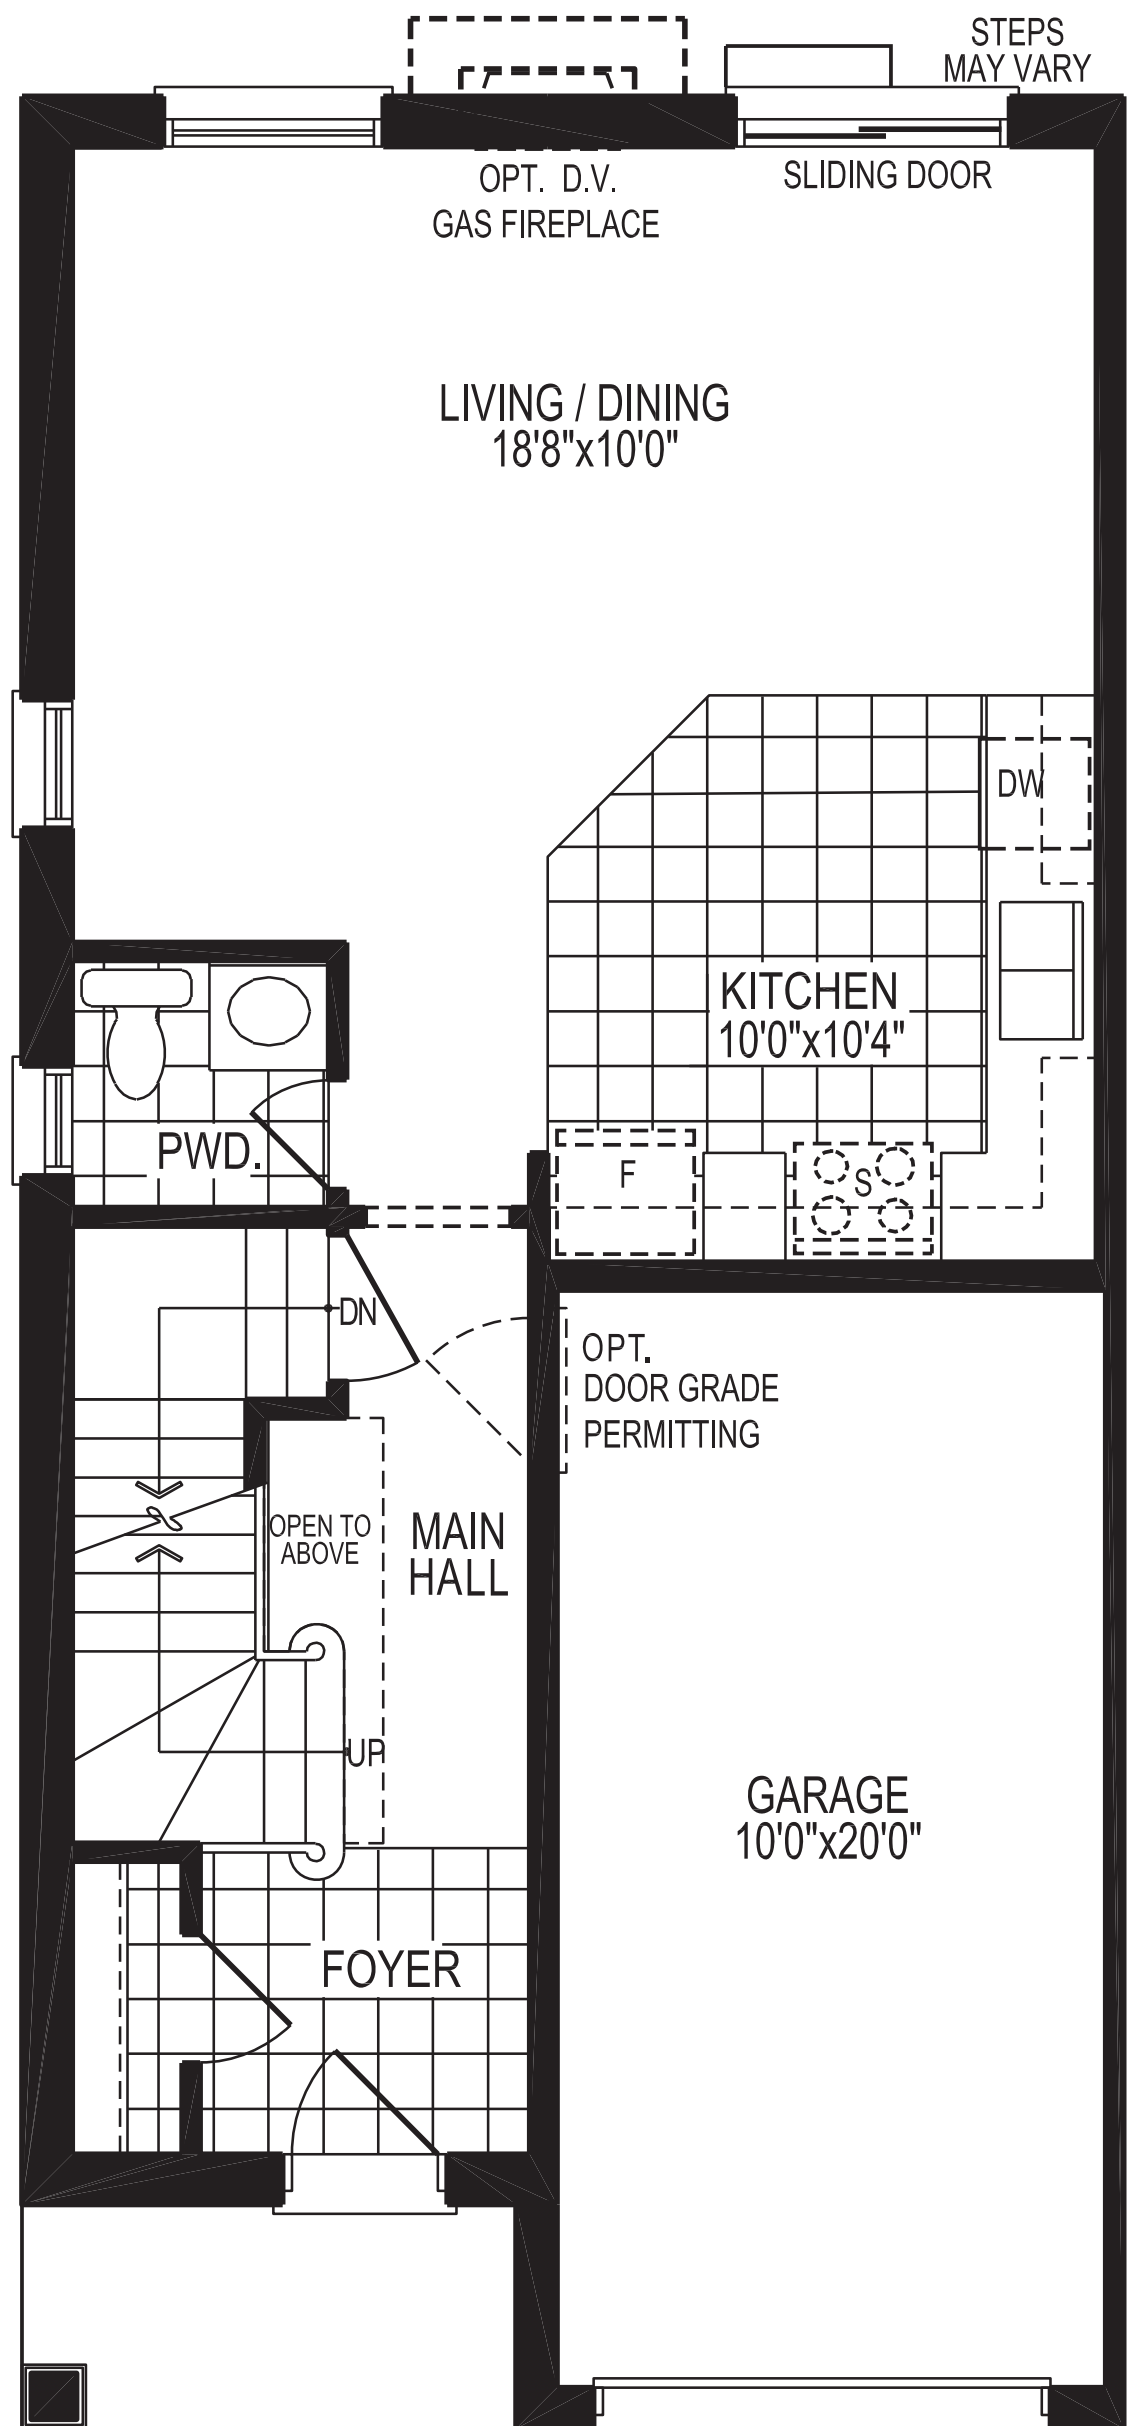 STEPS
MAY VARY
OPT. D.V.
GAS FIREPLACE
SLIDING DOOR
LIVING / DINING
18'8"x10'0"
DW
KITCHEN
10'0"x10'4"
PWD.
F
S
DN
OPT.
DOOR GRADE
PERMITTING
OPEN TO
ABOVE
MAIN
HALL
UP
GARAGE
10'0"x20'0"
FOYER